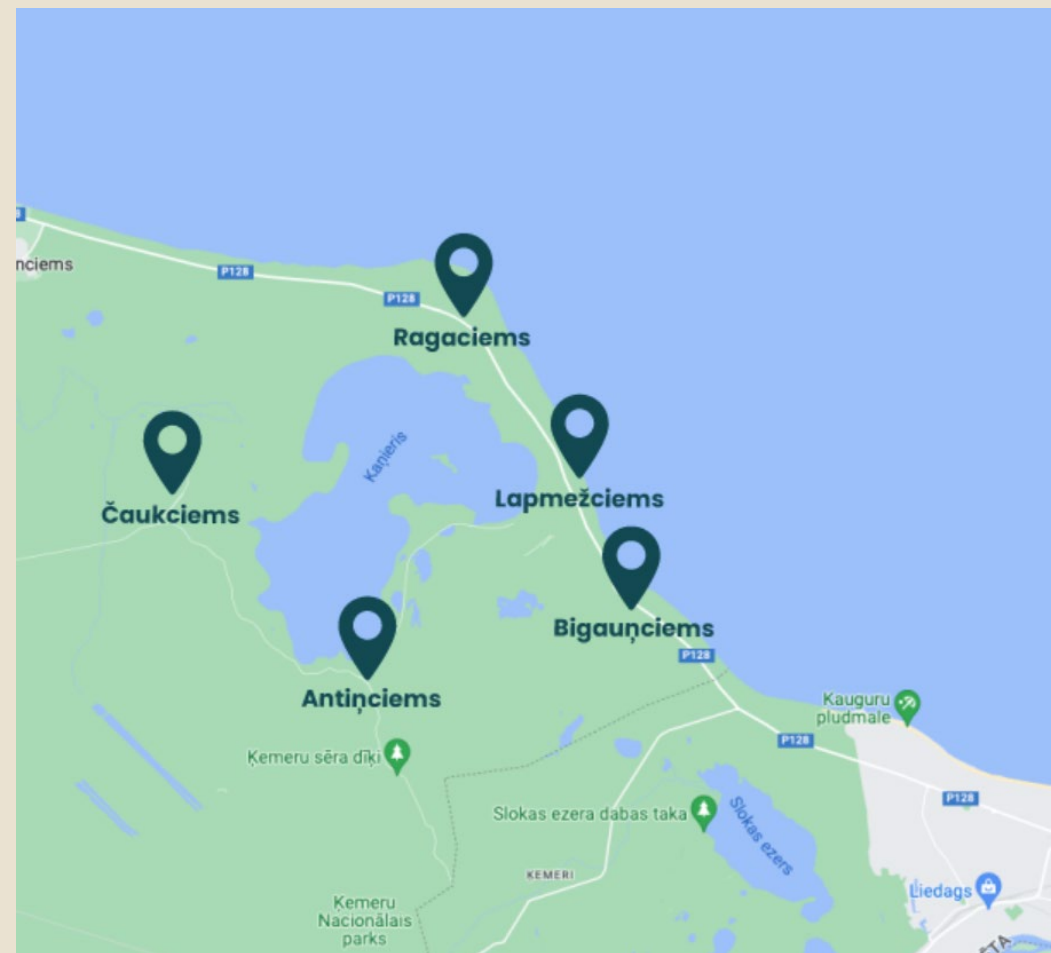 nciems
P128
P128
Ragaciems
Kaņieris
Lapmežciems
Čaukciems
Bigauņciems
P128
Antiņciems
Kauguru
pludmale
P128
Ķemeru sēra dīķi
P128
Slokas ezera dabas taka
Slokas ezers
ĶEMERI
Liedags
Ķemeru
Nacionālais
parks